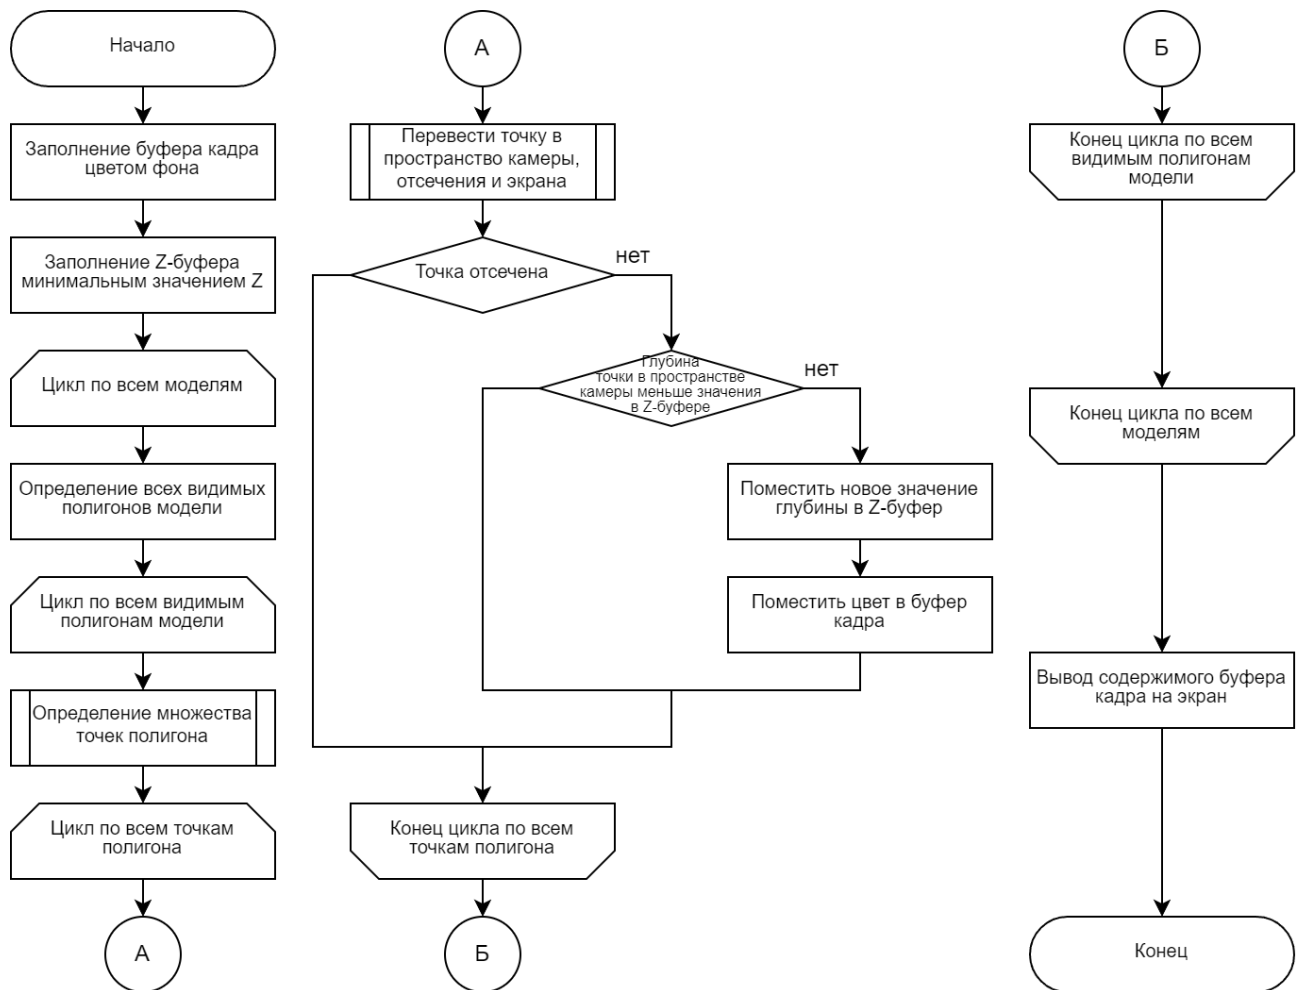 Начало
Заполнение буфера кадра
цветом фона
Заполнение Z-буфера
минимальным значением Z
Цикл по всем моделям
Определение всех видимых
полигонов модели
Цикл по всем видимым
полигонам модели
Определение множества
точек полигона
Цикл по всем точкам
полигона
А
А
Перевести точку в
пространство камеры,
отсечения и экрана
Точка отсечена
нет
Глубина
точки в пространстве
камеры меньше значения
в Z-буфере
нет
Поместить новое значение
глубины в Z-буфер
Поместить цвет в буфер
кадра
Конец цикла по всем
точкам полигона
Б
Б
Конец цикла по всем
видимым полигонам
модели
Конец цикла по всем
моделям
Вывод содержимого буфера
кадра на экран
Конец